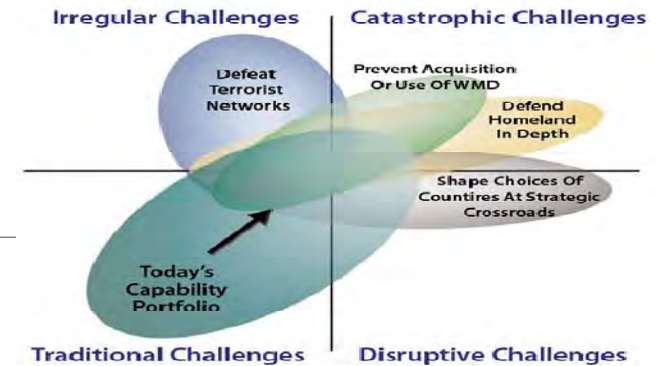 Irregular Challenges
Catastrophic Challenges
Defeat
Terrorist
Networks
Prevent Acquisition
Or Use Of WMD
Defend
Homeland
In Depth
Shape Choices Of
Countires At Strategic
Crossroads
Today's
Capability
Portfolio
Traditional Challenges
Disruptive Challenges